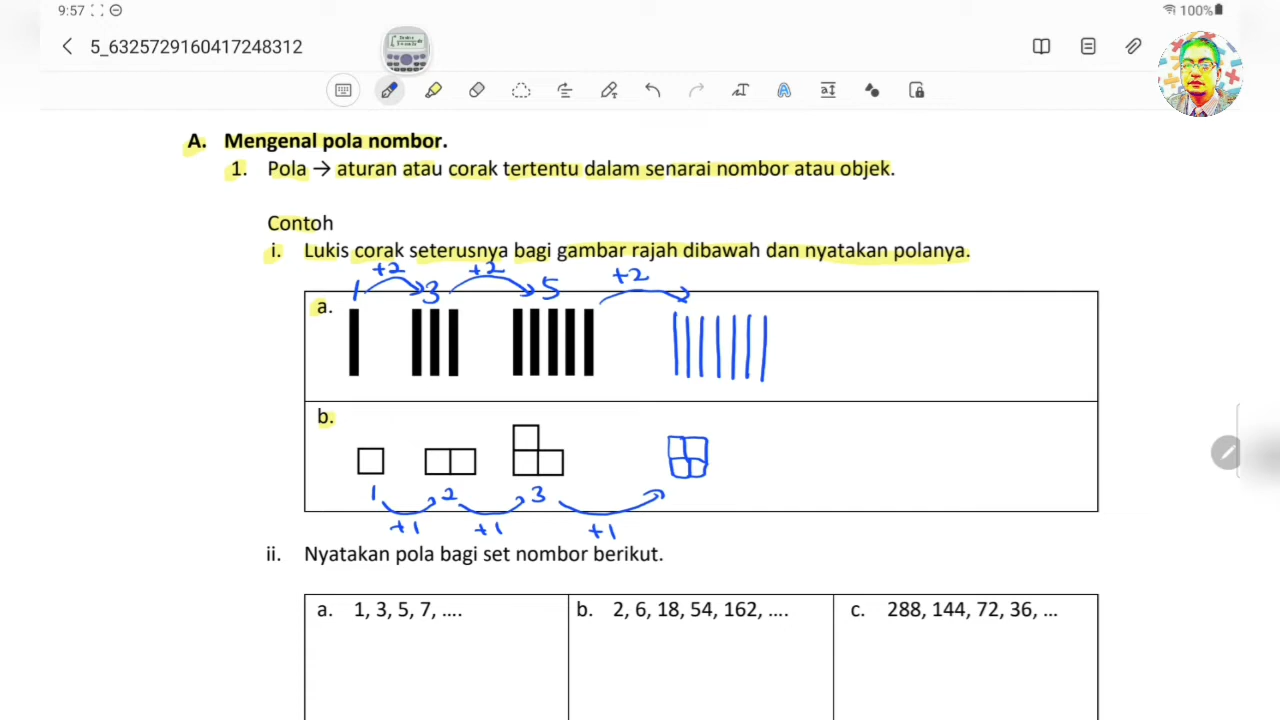 9:57 100%
5_6325729160417248312
A. Mengenal pola nombor.
1. Pola → aturan atau corak tertentu dalam senarai nombor atau objek.
Contoh
i. Lukis corak seterusnya bagi gambar rajah dibawah dan nyatakan polanya.
+2 +2 +2
1 3 5
a.
b.
1 2 3
+1 +1 +1
ii. Nyatakan pola bagi set nombor berikut.
a. 1, 3, 5, 7, ....
b. 2, 6, 18, 54, 162, ....
c. 288, 144, 72, 36, ...